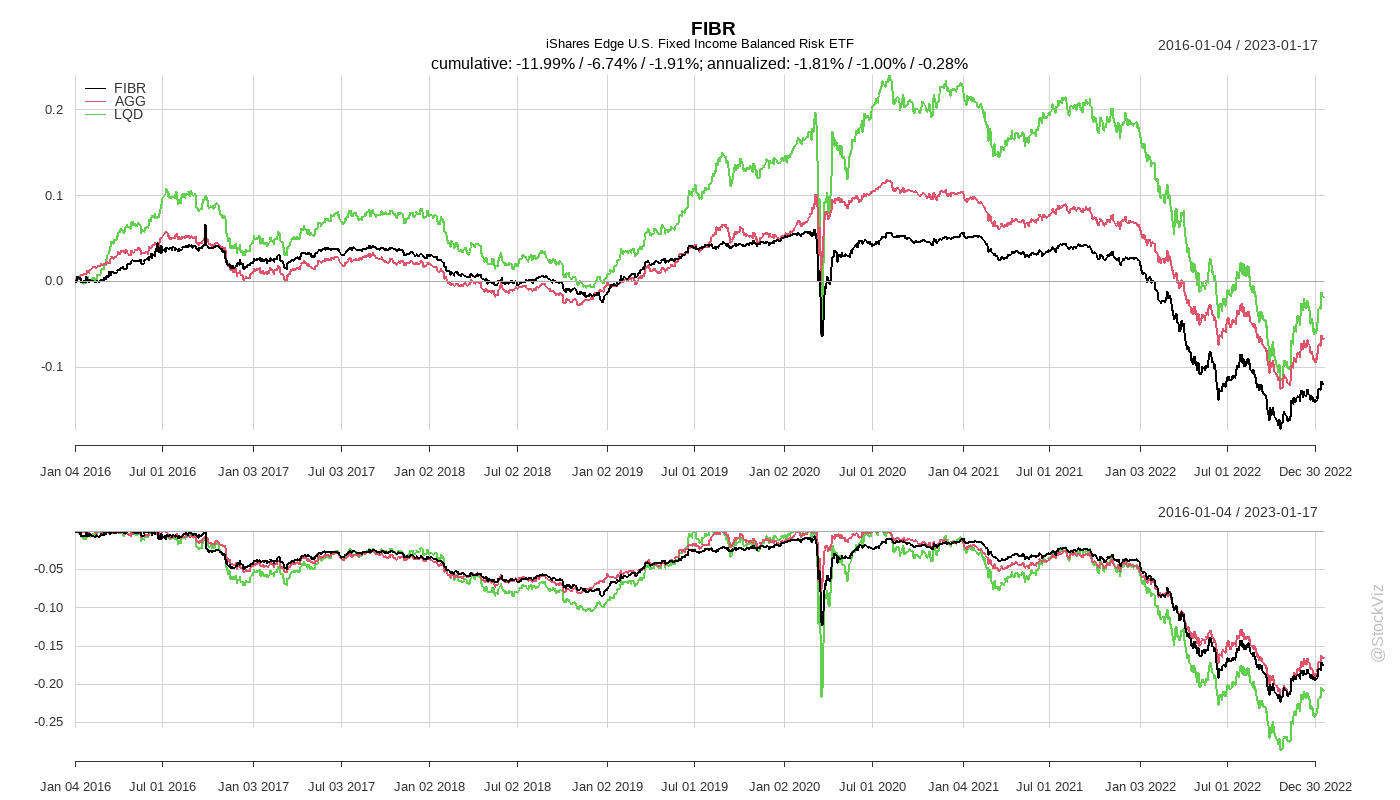 FIBR
iShares Edge U.S. Fixed Income Balanced Risk ETF
2016-01-04 / 2023-01-17
cumulative: -11.99% / -6.74% / -1.91%; annualized: -1.81% / -1.00% / -0.28%
FIBR
AGG
LQD
0.2
0.1
0.0
-0.1
Jan 04 2016 Jul 01 2016 Jan 03 2017 Jul 03 2017 Jan 02 2018 Jul 02 2018 Jan 02 2019 Jul 01 2019 Jan 02 2020 Jul 01 2020 Jan 04 2021 Jul 01 2021 Jan 03 2022 Jul 01 2022 Dec 30 2022
2016-01-04 / 2023-01-17
-0.05
-0.10
-0.15
-0.20
-0.25
Jan 04 2016 Jul 01 2016 Jan 03 2017 Jul 03 2017 Jan 02 2018 Jul 02 2018 Jan 02 2019 Jul 01 2019 Jan 02 2020 Jul 01 2020 Jan 04 2021 Jul 01 2021 Jan 03 2022 Jul 01 2022 Dec 30 2022
@StockViz